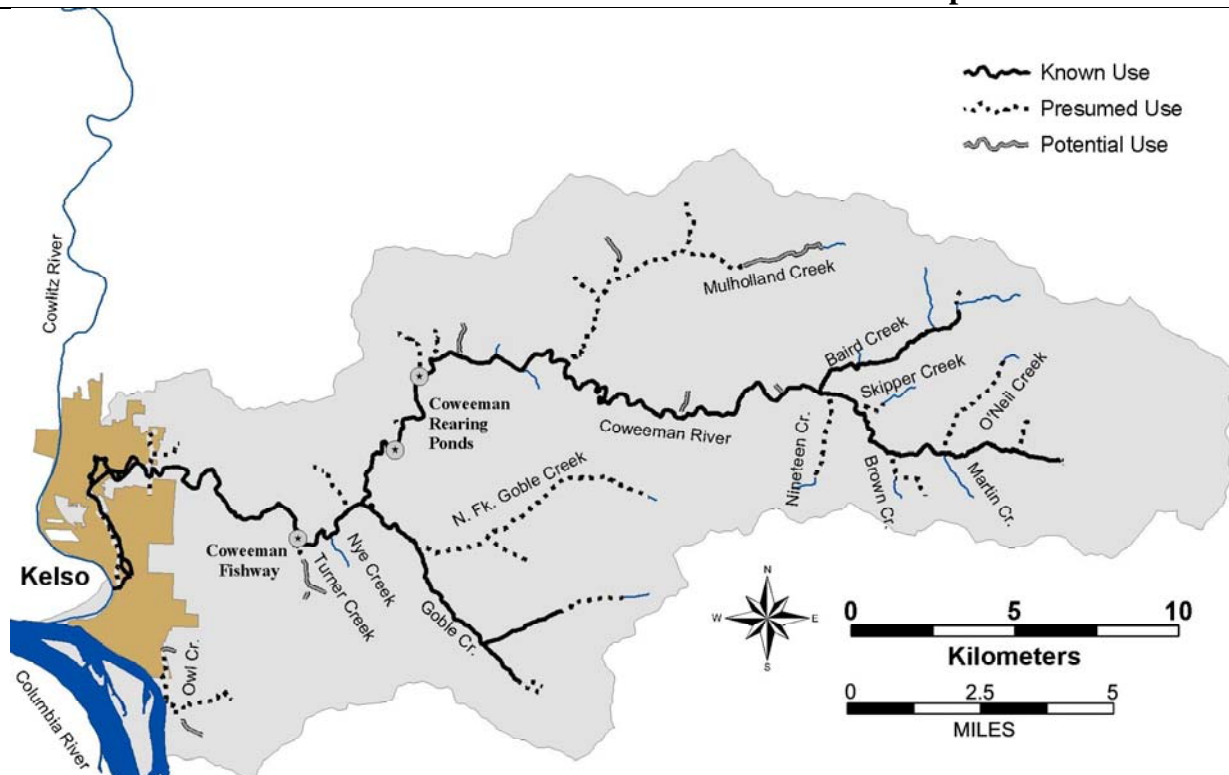 Known Use
Presumed Use
Potential Use
Cowlitz River
Mulholland Creek
Baird Creek
Skipper Creek
O'Neil Creek
Coweeman
Rearing
Ponds
Coweeman River
Nineteen Cr.
Brown Cr.
Martin Cr.
N. Fk. Goble Creek
Coweeman
Fishway
Nye Creek
Turner Creek
Goble Cr.
Kelso
Owl Cr.
Columbia River
N
W E
S
0 5 10
Kilometers
0 2.5 5
MILES